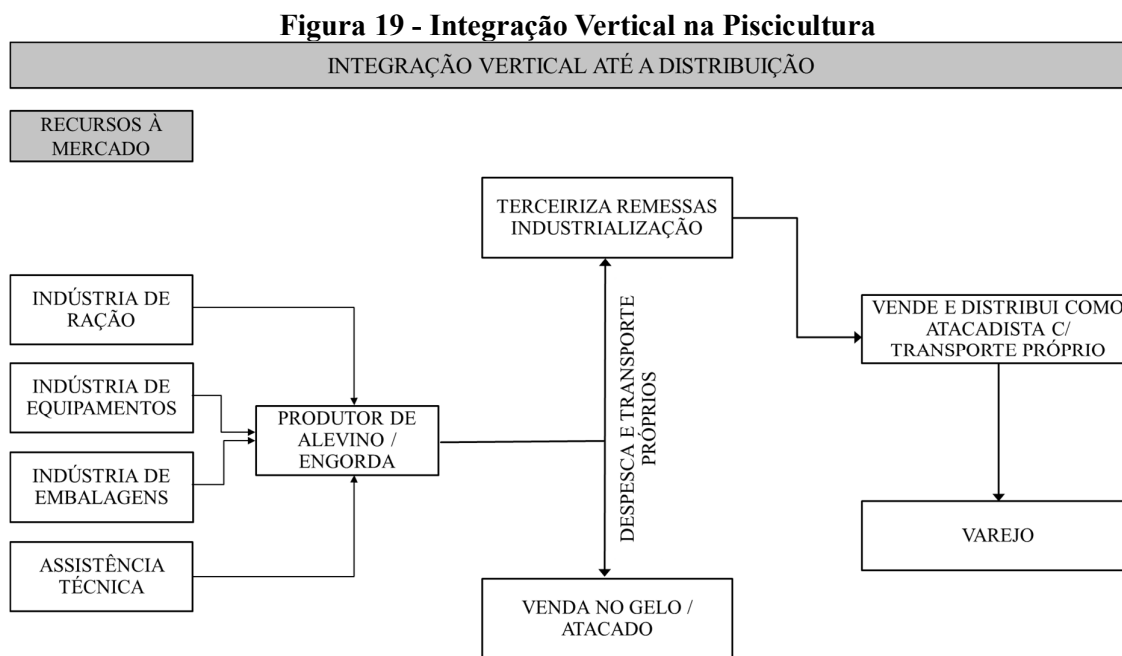 Figura 19 - Integração Vertical na Piscicultura
INTEGRAÇÃO VERTICAL ATÉ A DISTRIBUIÇÃO
RECURSOS À
MERCADO
TERCEIRIZA REMESSAS
INDUSTRIALIZAÇÃO
INDÚSTRIA DE
RAÇÃO
VENDE E DISTRIBUI COMO
ATACADISTA C/
TRANSPORTE PRÓPRIO
INDÚSTRIA DE
EQUIPAMENTOS
PRODUTOR DE
ALEVINO /
ENGORDA
DESPESCA E TRANSPORTE
PRÓPRIOS
INDÚSTRIA DE
EMBALAGENS
VAREJO
ASSISTÊNCIA
TÉCNICA
VENDA NO GELO /
ATACADO